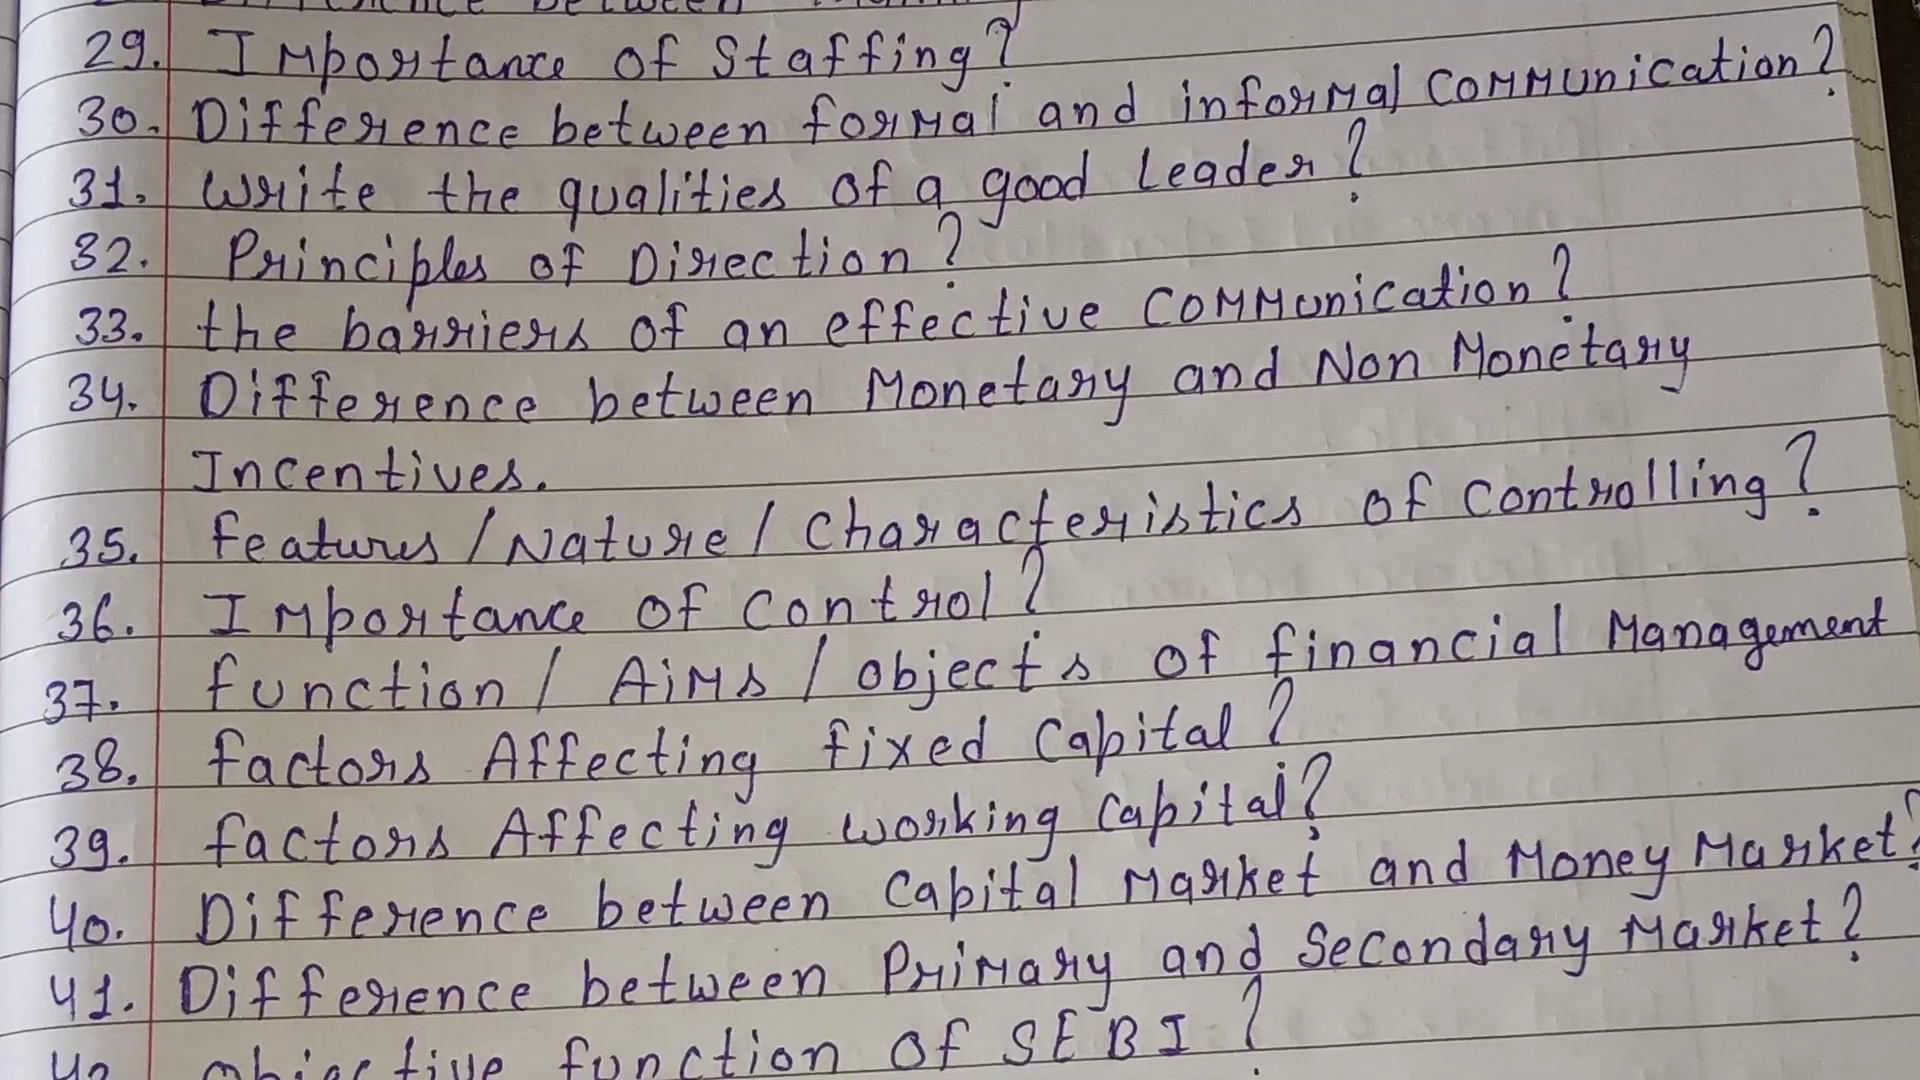 Difference between
29. Importance of Staffing?
30. Difference between formal and informal Communication?
31. Write the qualities of a good Leader?
32. Principles of Direction?
33. the barriers of an effective Communication?
34. Difference between Monetary and Non Monetary
Incentives.
35. features / Nature / Characteristics of Controlling?
36. Importance of Control?
37. function / Aims / objects of financial Management
38. factors Affecting fixed Capital?
39. factors Affecting working Capital?
40. Difference between Capital Market and Money Market?
41. Difference between Primary and Secondary Market?
42. objective function of SEBI?